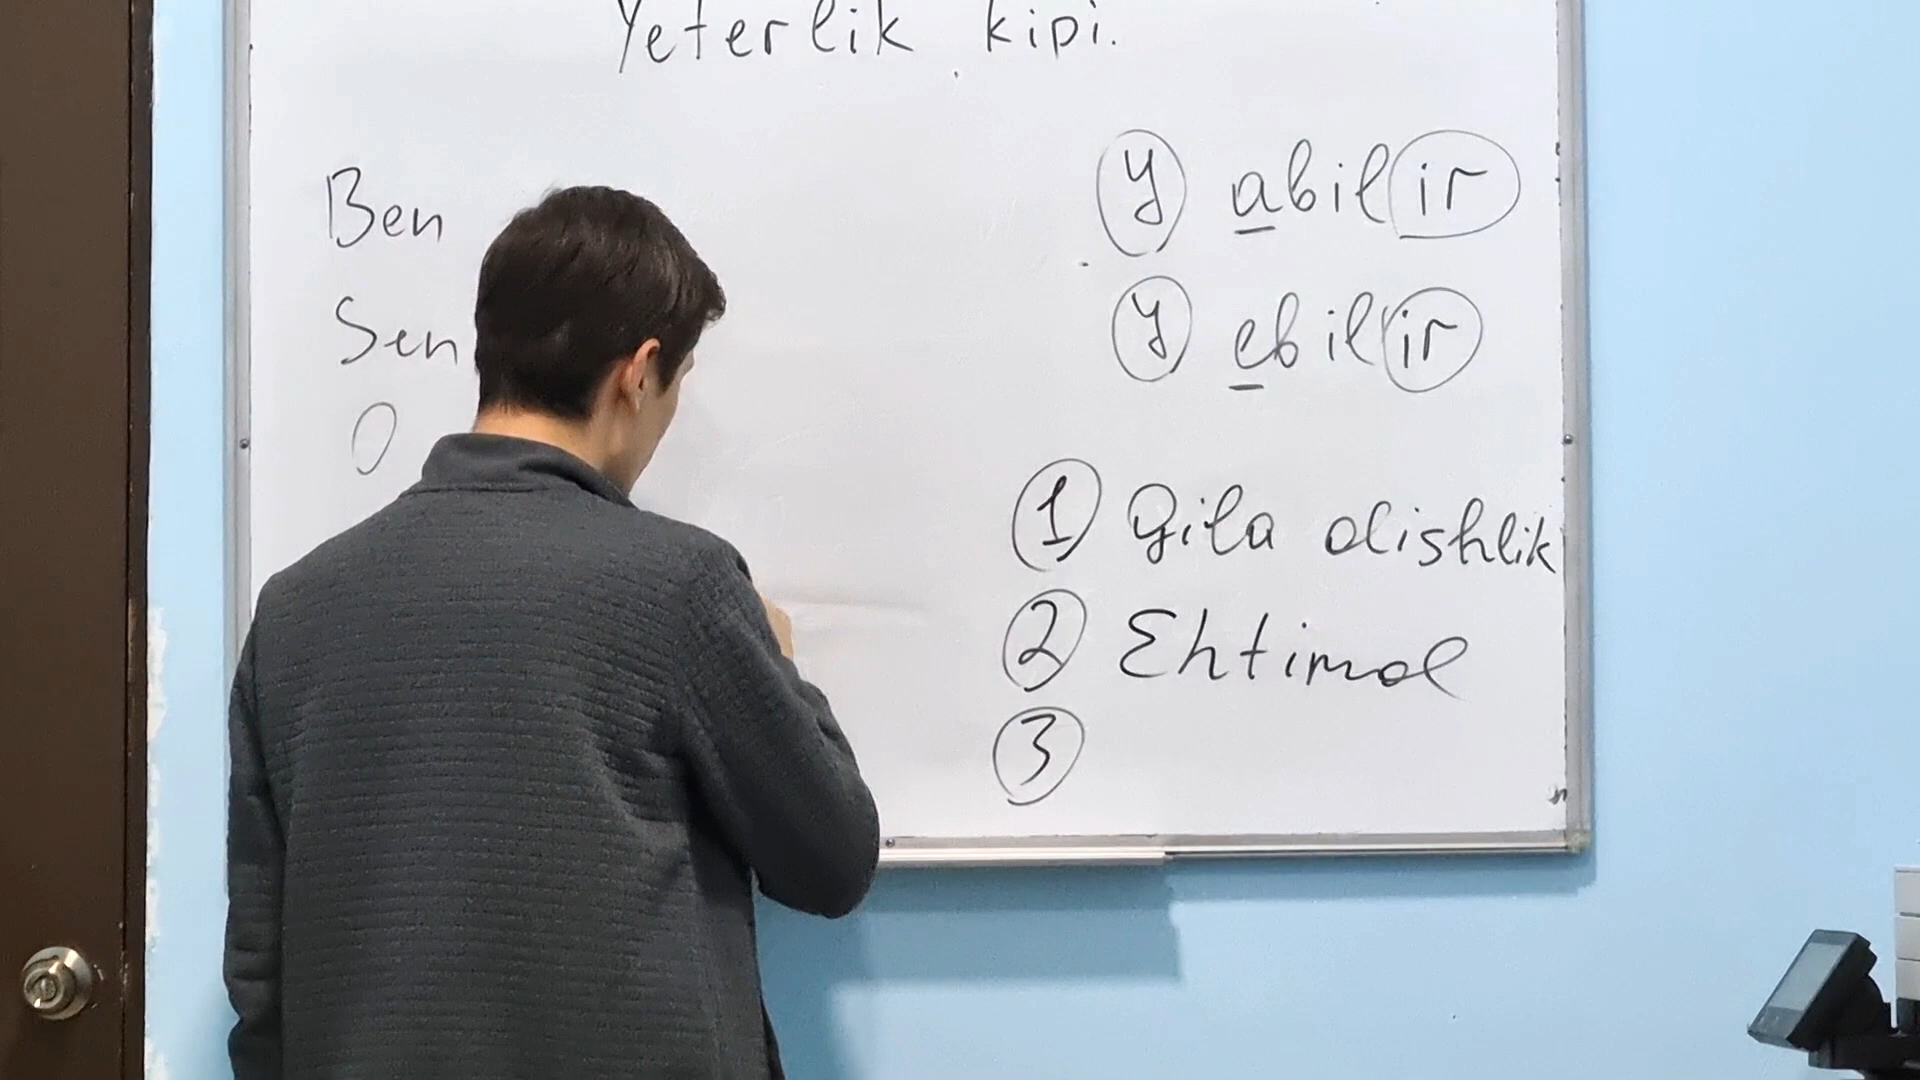 Yeterlik kipi.
Ben
Sen
O
y abilir
y ebilir
1 Qila olishlik
2 Ehtimol
3